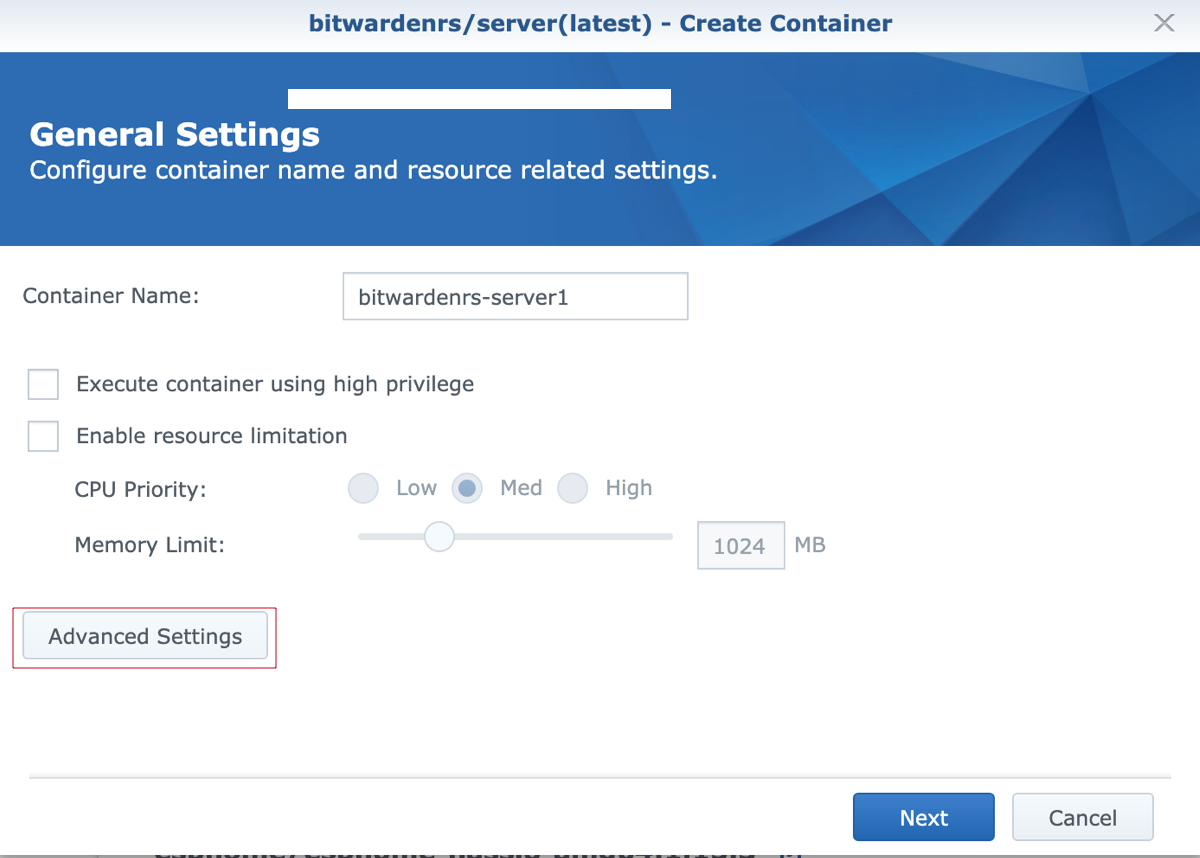 bitwardenrs/server(latest) - Create Container
General Settings
Configure container name and resource related settings.
Container Name: bitwardenrs-server1
Execute container using high privilege
Enable resource limitation
CPU Priority: Low Med High
Memory Limit: 1024 MB
Advanced Settings
Next Cancel